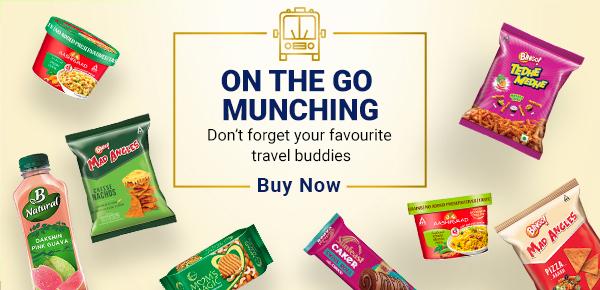 ON THE GO
MUNCHING
Don't forget your favourite
travel buddies
Buy Now
AASHIRVAAD
Bingo!
MAD ANGLES
CHEESE
NACHOS
B
Natural
DAKSHIN
PINK GUAVA
MOM'S
MAGIC
CAKER
AASHIRVAAD
Bingo!
TEDHE
MEDHE
Bingo!
MAD ANGLES
PIZZA